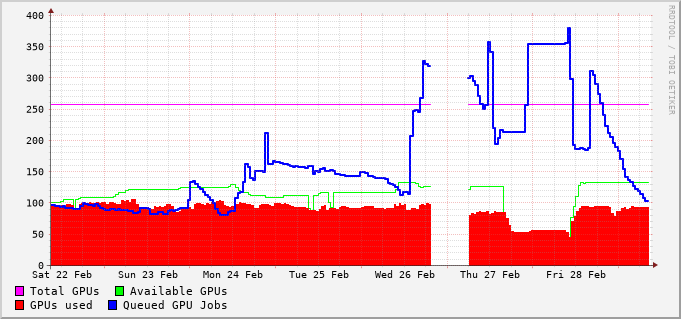 400
350
300
250
200
150
100
50
0
Sat 22 Feb Sun 23 Feb Mon 24 Feb Tue 25 Feb Wed 26 Feb Thu 27 Feb Fri 28 Feb
Total GPUs Available GPUs
GPUs used Queued GPU Jobs
RRDTOOL / TOBI OETIKER